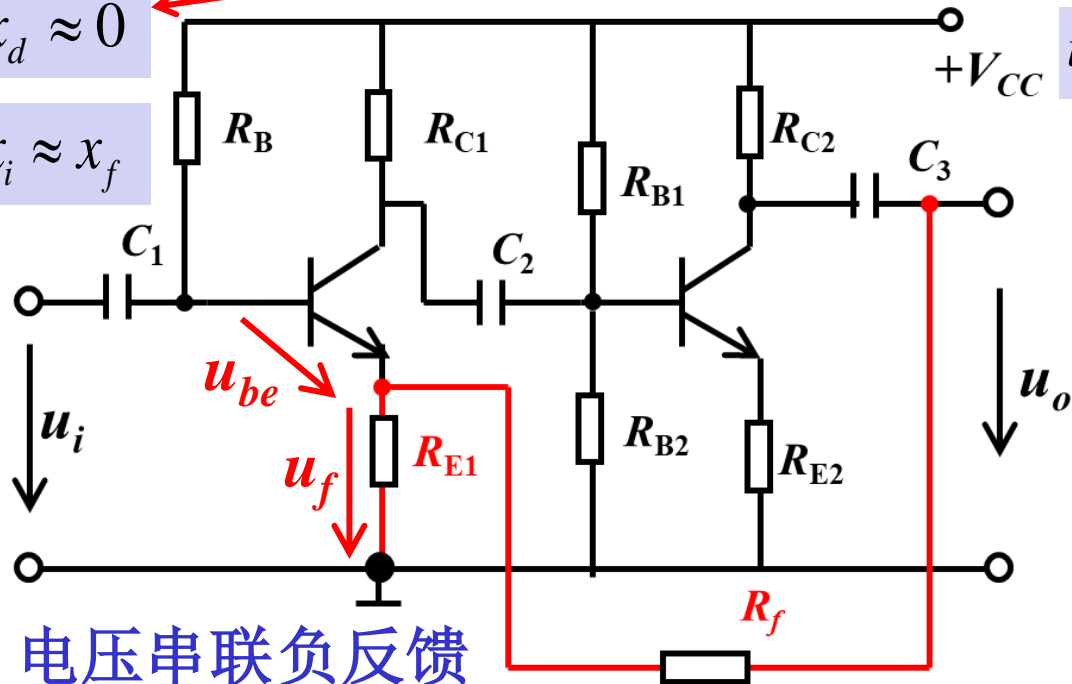 x_d ≈ 0
+V_CC
x_i ≈ x_f
R_B
R_C1
R_B1
R_C2
C_3
C_1
C_2
u_be
u_i
u_f
R_E1
R_B2
R_E2
u_o
R_f
电压串联负反馈